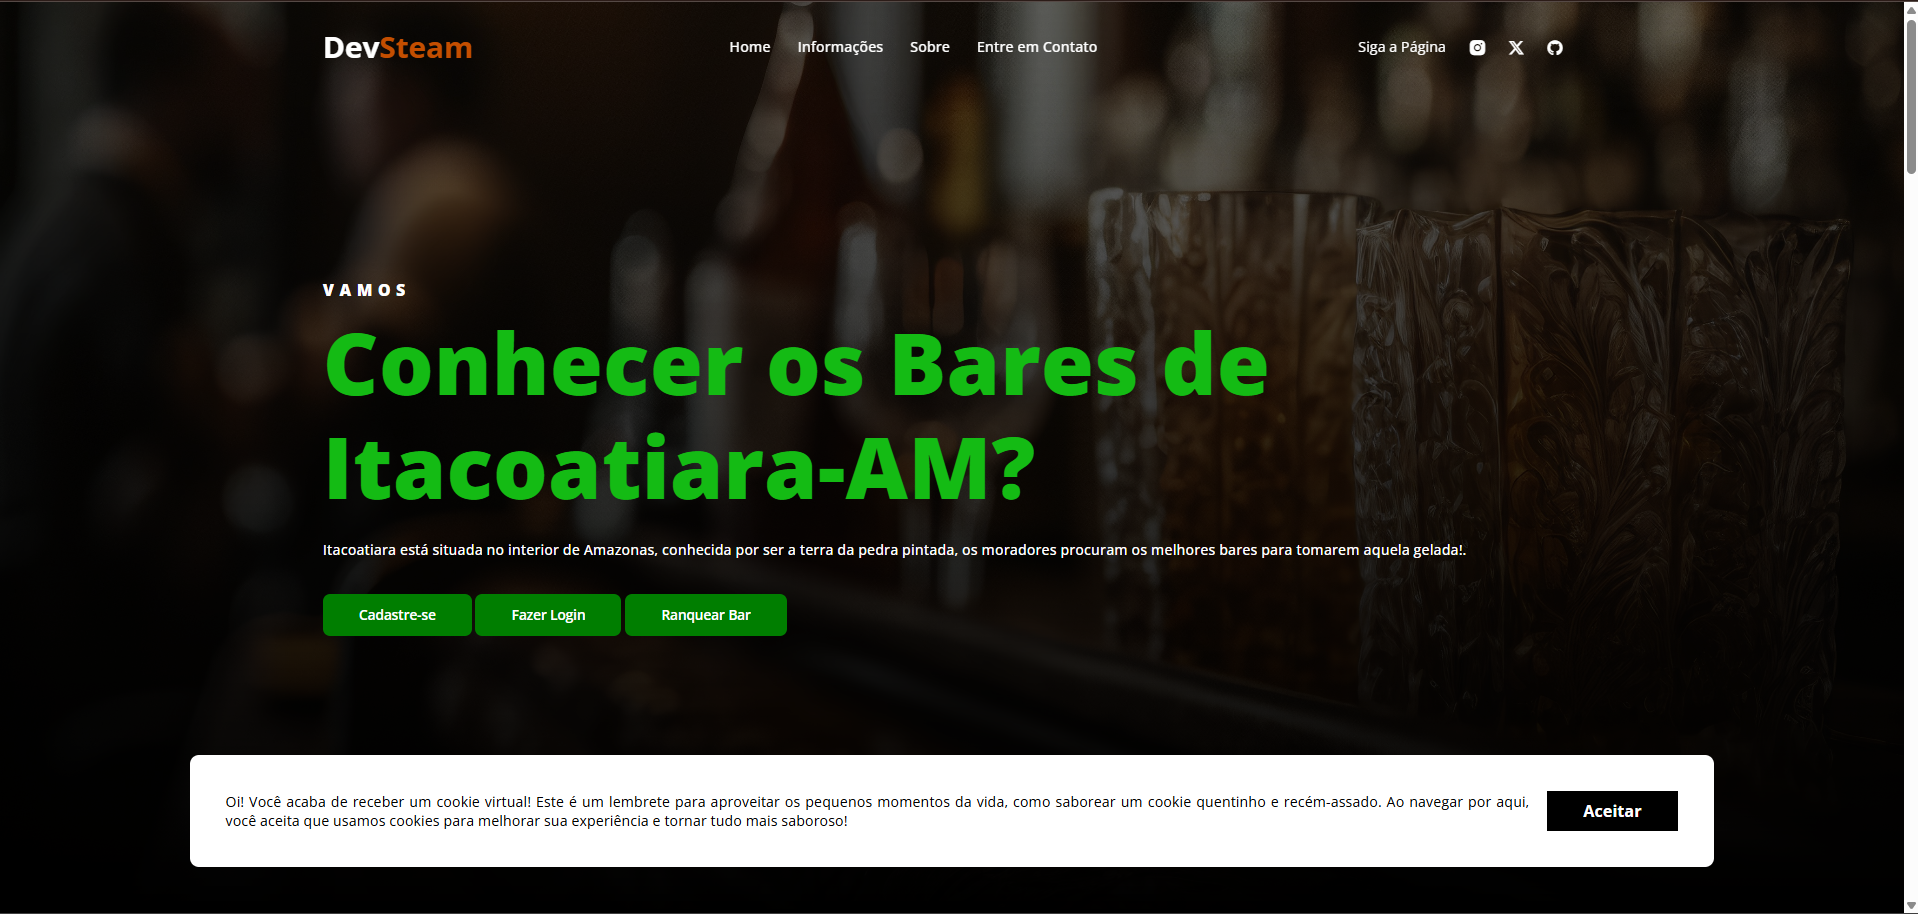 DevSteam
Home Informações Sobre Entre em Contato
Siga a Página
VAMOS
Conhecer os Bares de
Itacoatiara-AM?
Itacoatiara está situada no interior de Amazonas, conhecida por ser a terra da pedra pintada, os moradores procuram os melhores bares para tomarem aquela gelada!.
Cadastre-se Fazer Login Ranquear Bar
Oi! Você acaba de receber um cookie virtual! Este é um lembrete para aproveitar os pequenos momentos da vida, como saborear um cookie quentinho e recém-assado. Ao navegar por aqui,
você aceita que usamos cookies para melhorar sua experiência e tornar tudo mais saboroso!
Aceitar